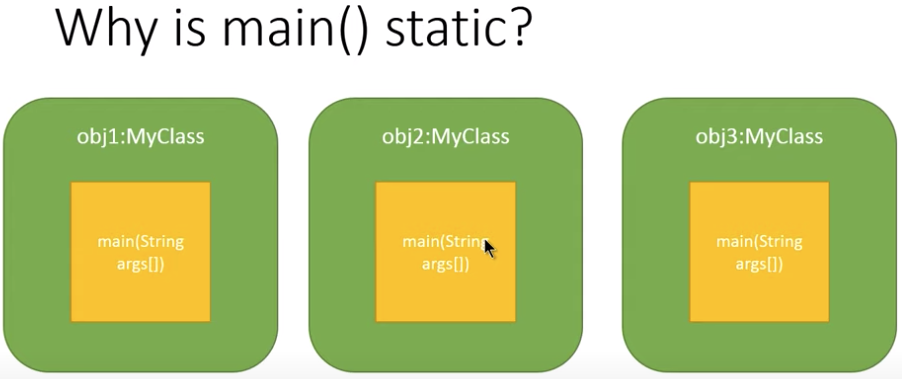 Why is main() static?
obj1:MyClass
obj2:MyClass
obj3:MyClass
main(String
args[])
main(String
args[])
main(String
args[])